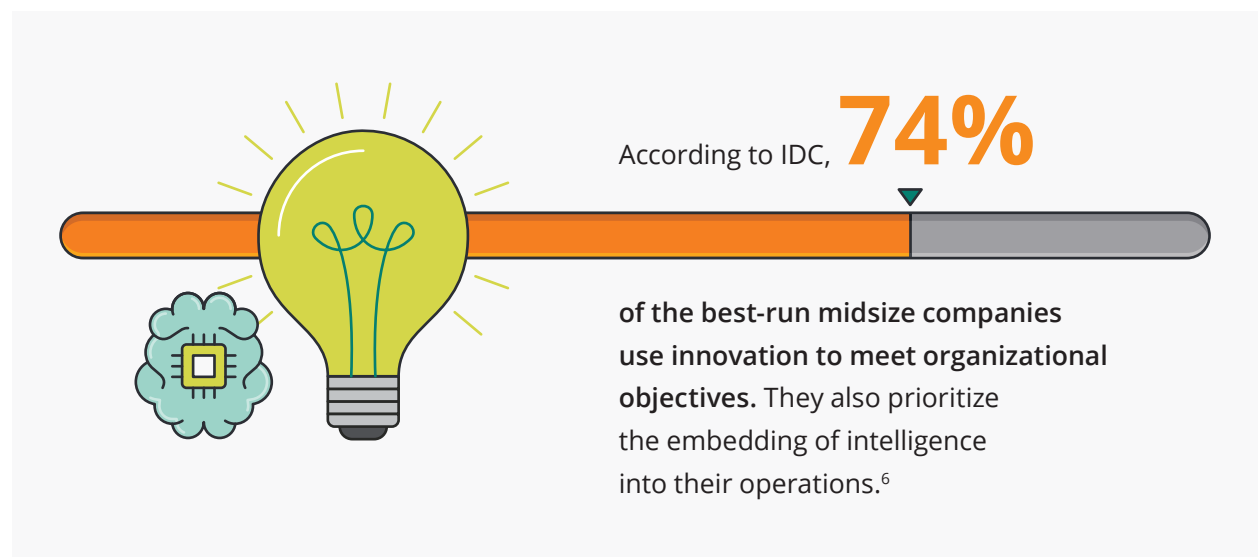 According to IDC, 74%
of the best-run midsize companies
use innovation to meet organizational
objectives. They also prioritize
the embedding of intelligence
into their operations.⁶